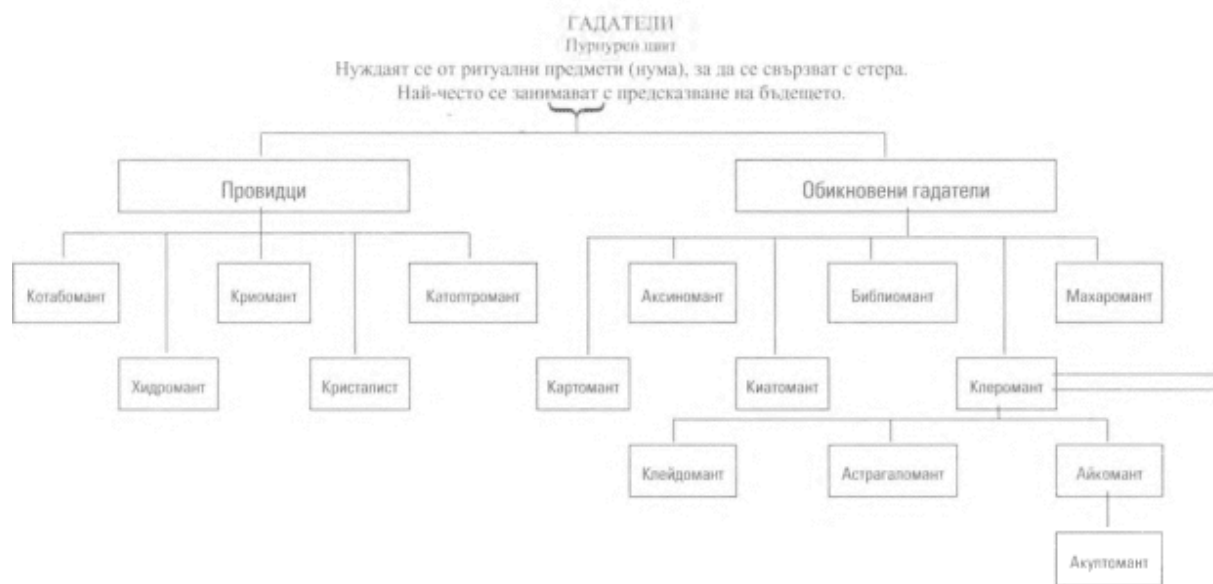 ГАДАТЕЛИ
Пурпурен цвят
Нуждаят се от ритуални предмети (нума), за да се свързват с етера.
Най-често се занимават с предсказване на бъдещето.
Провидци
Обикновени гадатели
Котабомант
Криомант
Катоптромант
Аксиномант
Библиомант
Махаромант
Хидромант
Кристалист
Картомант
Киатомант
Клеромант
Клейдомант
Астрагаломант
Айкомант
Акултомант